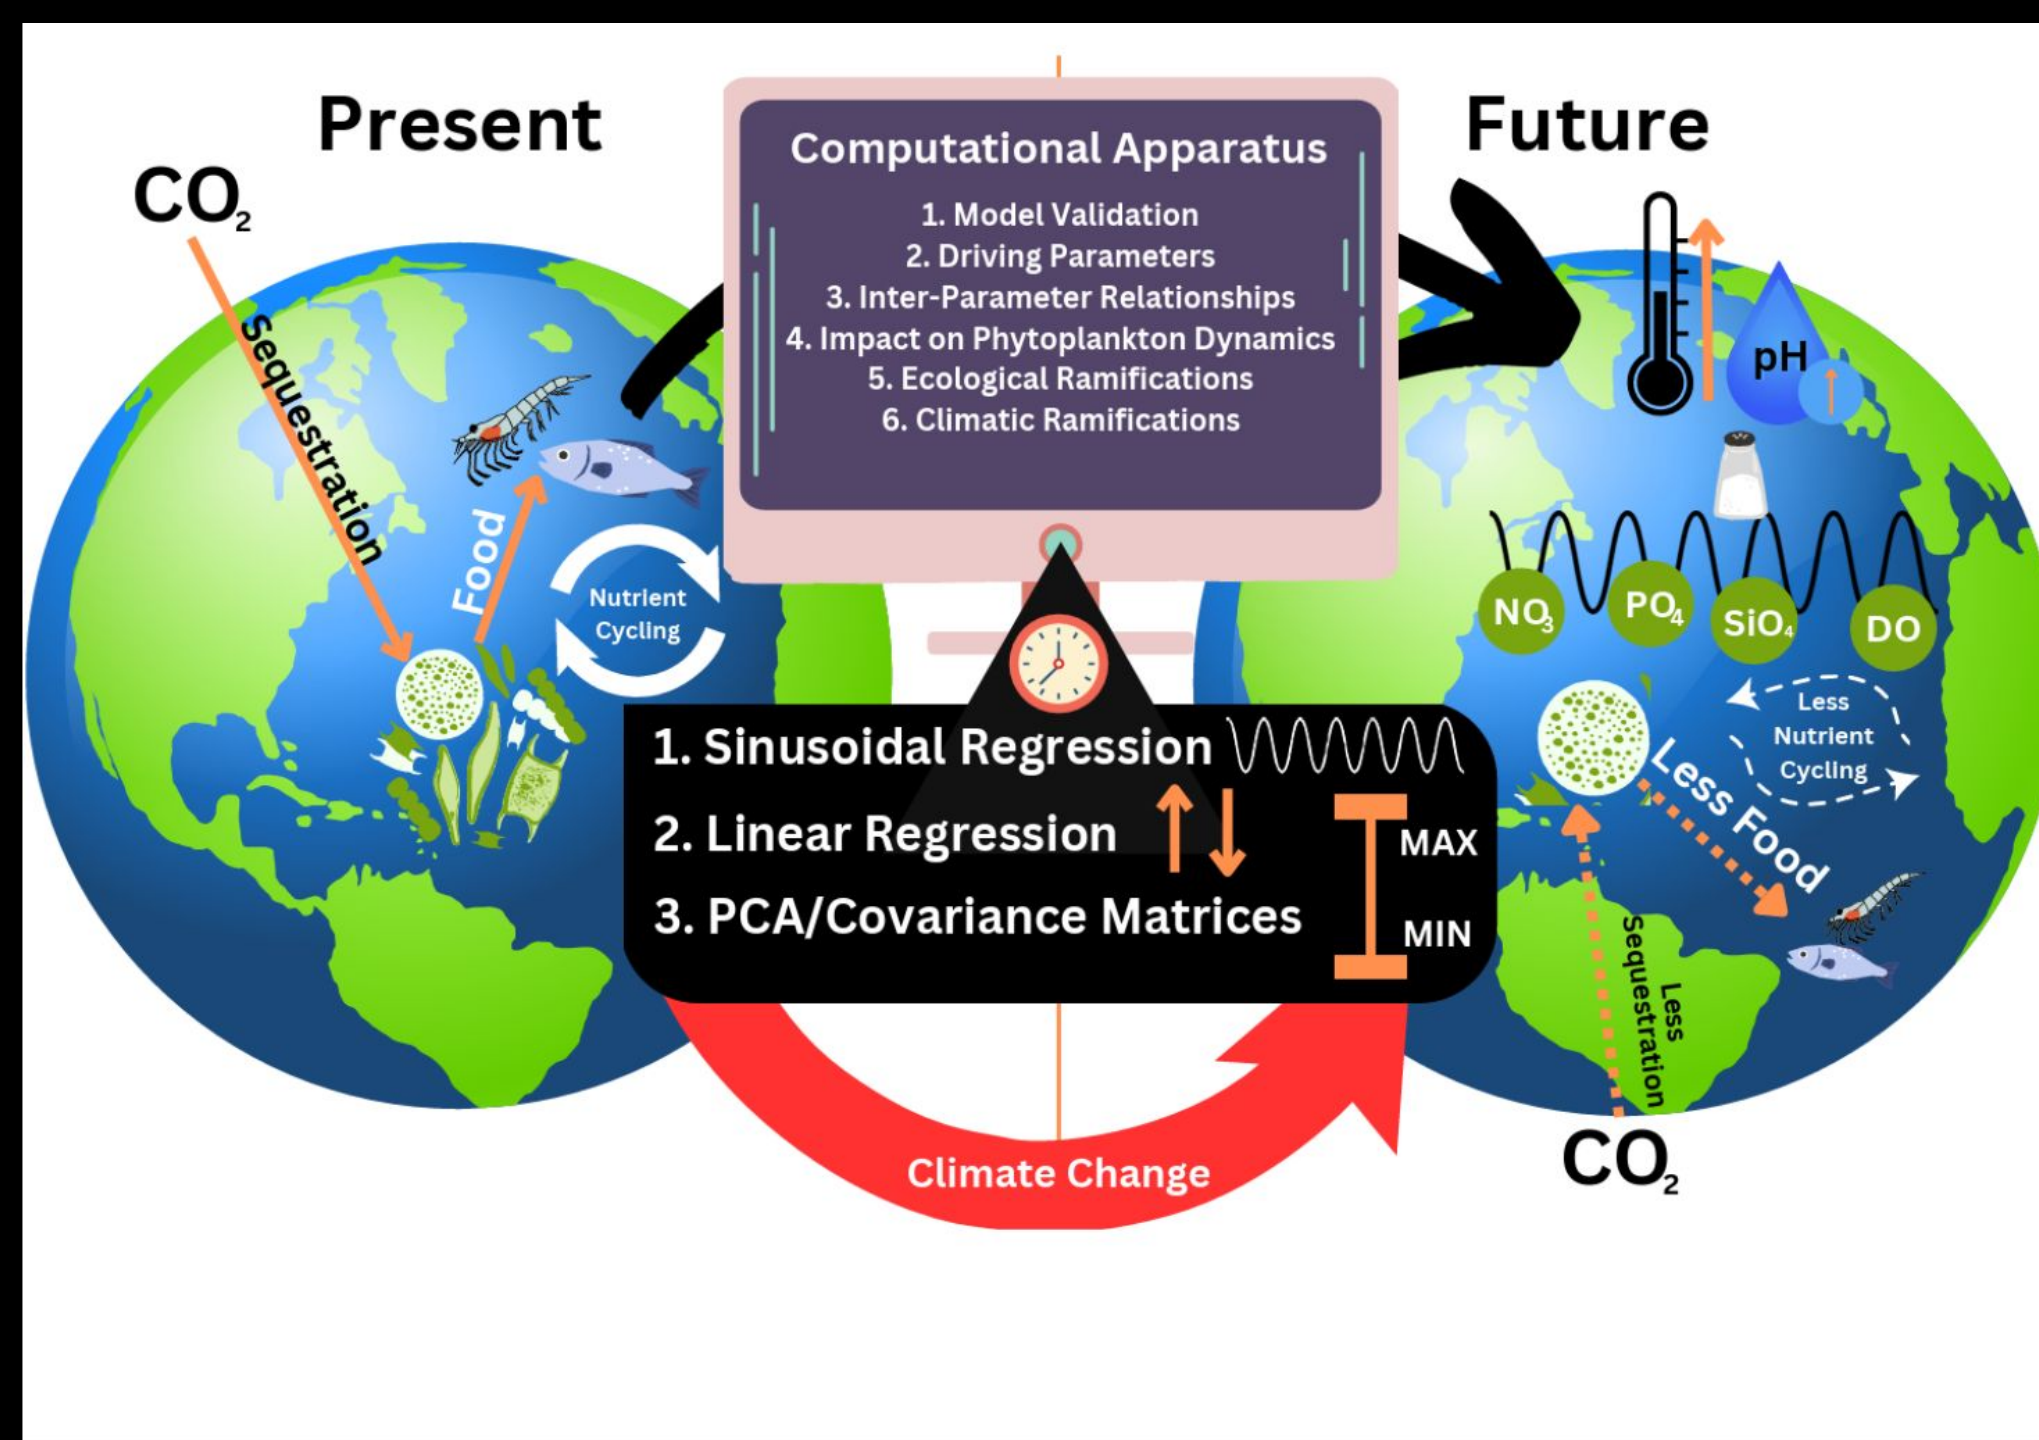 Present
CO₂
Sequestration
Food
Nutrient
Cycling
Computational Apparatus
1. Model Validation
2. Driving Parameters
3. Inter-Parameter Relationships
4. Impact on Phytoplankton Dynamics
5. Ecological Ramifications
6. Climatic Ramifications
1. Sinusoidal Regression
2. Linear Regression
3. PCA/Covariance Matrices
MAX
MIN
Climate Change
Future
pH
NO₃
PO₄
SiO₄
DO
Less
Nutrient
Cycling
Less Food
Less
Sequestration
CO₂